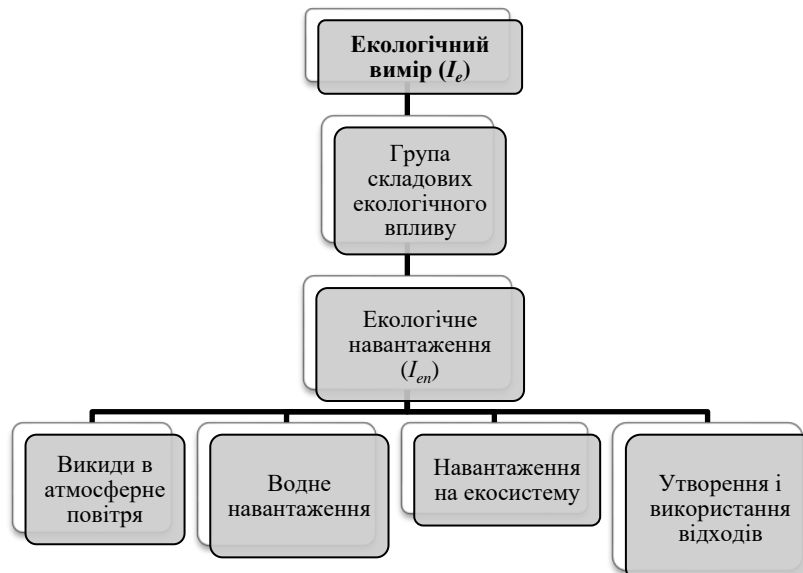 Екологічний
вимір (Ie)
Група
складових
екологічного
впливу
Екологічне
навантаження
(Ien)
Викиди в
атмосферне
повітря
Водне
навантаження
Навантаження
на екосистему
Утворення і
використання
відходів